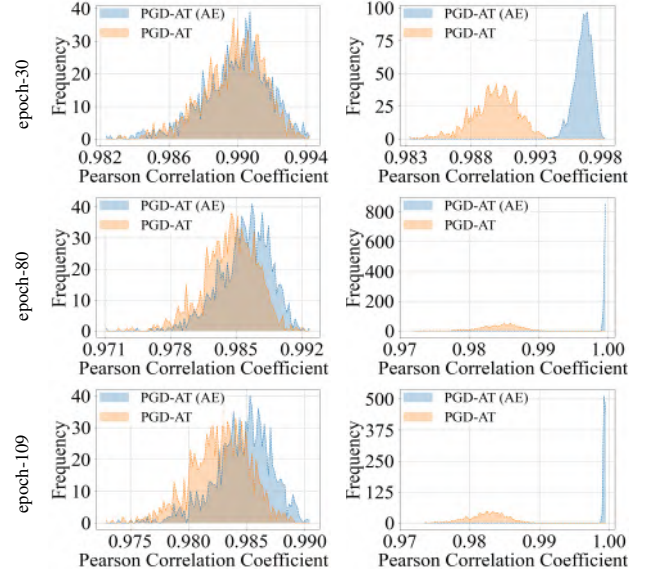 epoch-30
Frequency
40
30
20
10
0
PGD-AT (AE)
PGD-AT
0.982 0.986 0.990 0.994
Pearson Correlation Coefficient
Frequency
100
75
50
25
0
PGD-AT (AE)
PGD-AT
0.983 0.988 0.993 0.998
Pearson Correlation Coefficient
epoch-80
Frequency
40
30
20
10
0
PGD-AT (AE)
PGD-AT
0.971 0.978 0.985 0.992
Pearson Correlation Coefficient
Frequency
800
600
400
200
0
PGD-AT (AE)
PGD-AT
0.97 0.98 0.99 1.00
Pearson Correlation Coefficient
epoch-109
Frequency
40
30
20
10
0
PGD-AT (AE)
PGD-AT
0.975 0.980 0.985 0.990
Pearson Correlation Coefficient
Frequency
500
375
250
125
0
PGD-AT (AE)
PGD-AT
0.97 0.98 0.99 1.00
Pearson Correlation Coefficient